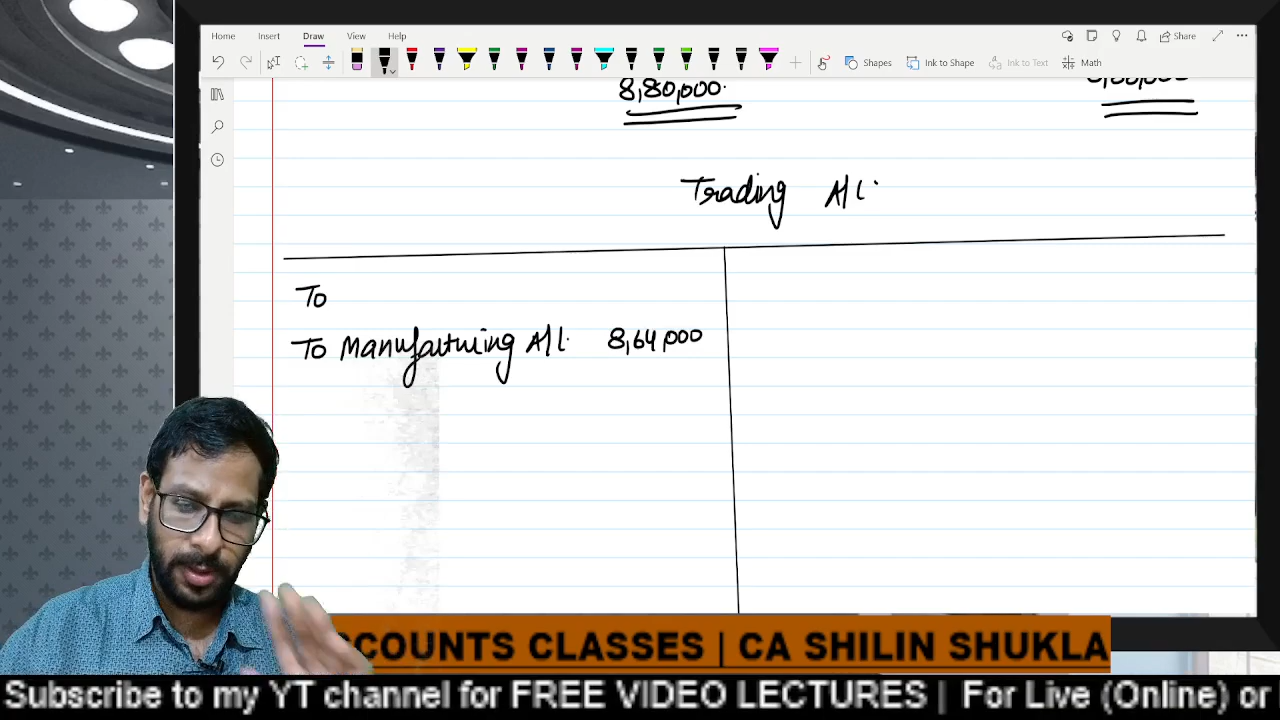 Home Insert Draw View Help Share
Shapes Ink to Shape Ink to Text Math
8,80,000.
Trading A/c.
To
To Manufacturing A/c. 8,64,000
CCOUNTS CLASSES | CA SHILIN SHUKLA
Subscribe to my YT channel for FREE VIDEO LECTURES | For Live (Online) or